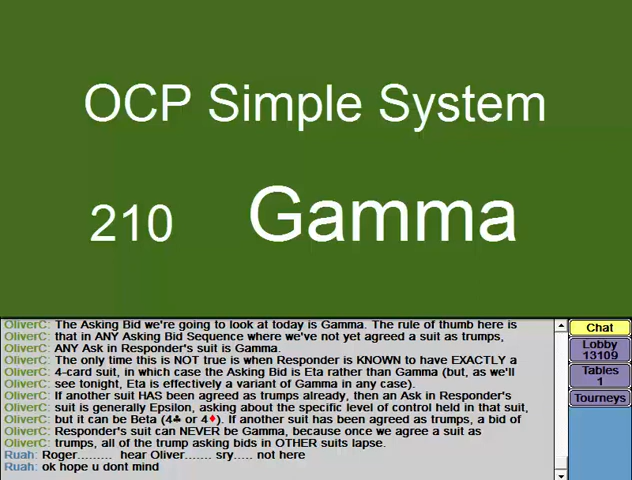 OCP Simple System
210 Gamma
OliverC: The Asking Bid we're going to look at today is Gamma. The rule of thumb here is
OliverC: that in ANY Asking Bid Sequence where we've not yet agreed a suit as trumps,
OliverC: ANY Ask in Responder's suit is Gamma.
OliverC: The only time this is NOT true is when Responder is KNOWN to have EXACTLY a
OliverC: 4-card suit, in which case the Asking Bid is Eta rather than Gamma (but, as we'll
OliverC: see tonight, Eta is effectively a variant of Gamma in any case).
OliverC: If another suit HAS been agreed as trumps already, then an Ask in Responder's
OliverC: suit is generally Epsilon, asking about the specific level of control held in that suit,
OliverC: but it can be Beta (4♣ or 4♦). If another suit has been agreed as trumps, a bid of
OliverC: Responder's suit can NEVER be Gamma, because once we agree a suit as
OliverC: trumps, all of the trump asking bids in OTHER suits lapse.
Ruah: Roger......... hear Oliver....... sry..... not here
Ruah: ok hope u dont mind
Chat
Lobby
13109
Tables
1
Tourneys